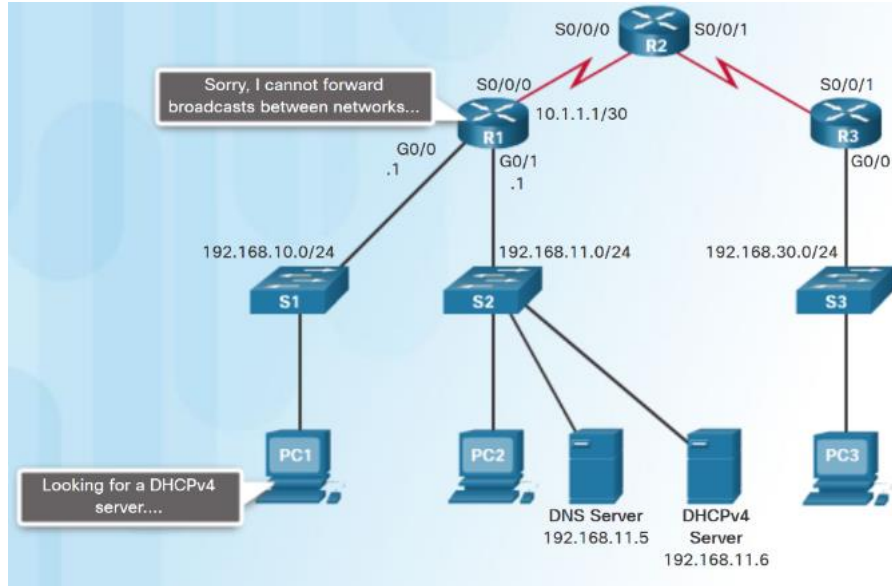 S0/0/0
S0/0/1
R2
Sorry, I cannot forward
broadcasts between networks...
S0/0/0
S0/0/1
10.1.1.1/30
R1
R3
G0/0
G0/1
G0/0
.1
.1
192.168.10.0/24
192.168.11.0/24
192.168.30.0/24
S1
S2
S3
PC1
PC2
PC3
Looking for a DHCPv4
server....
DNS Server
192.168.11.5
DHCPv4
Server
192.168.11.6